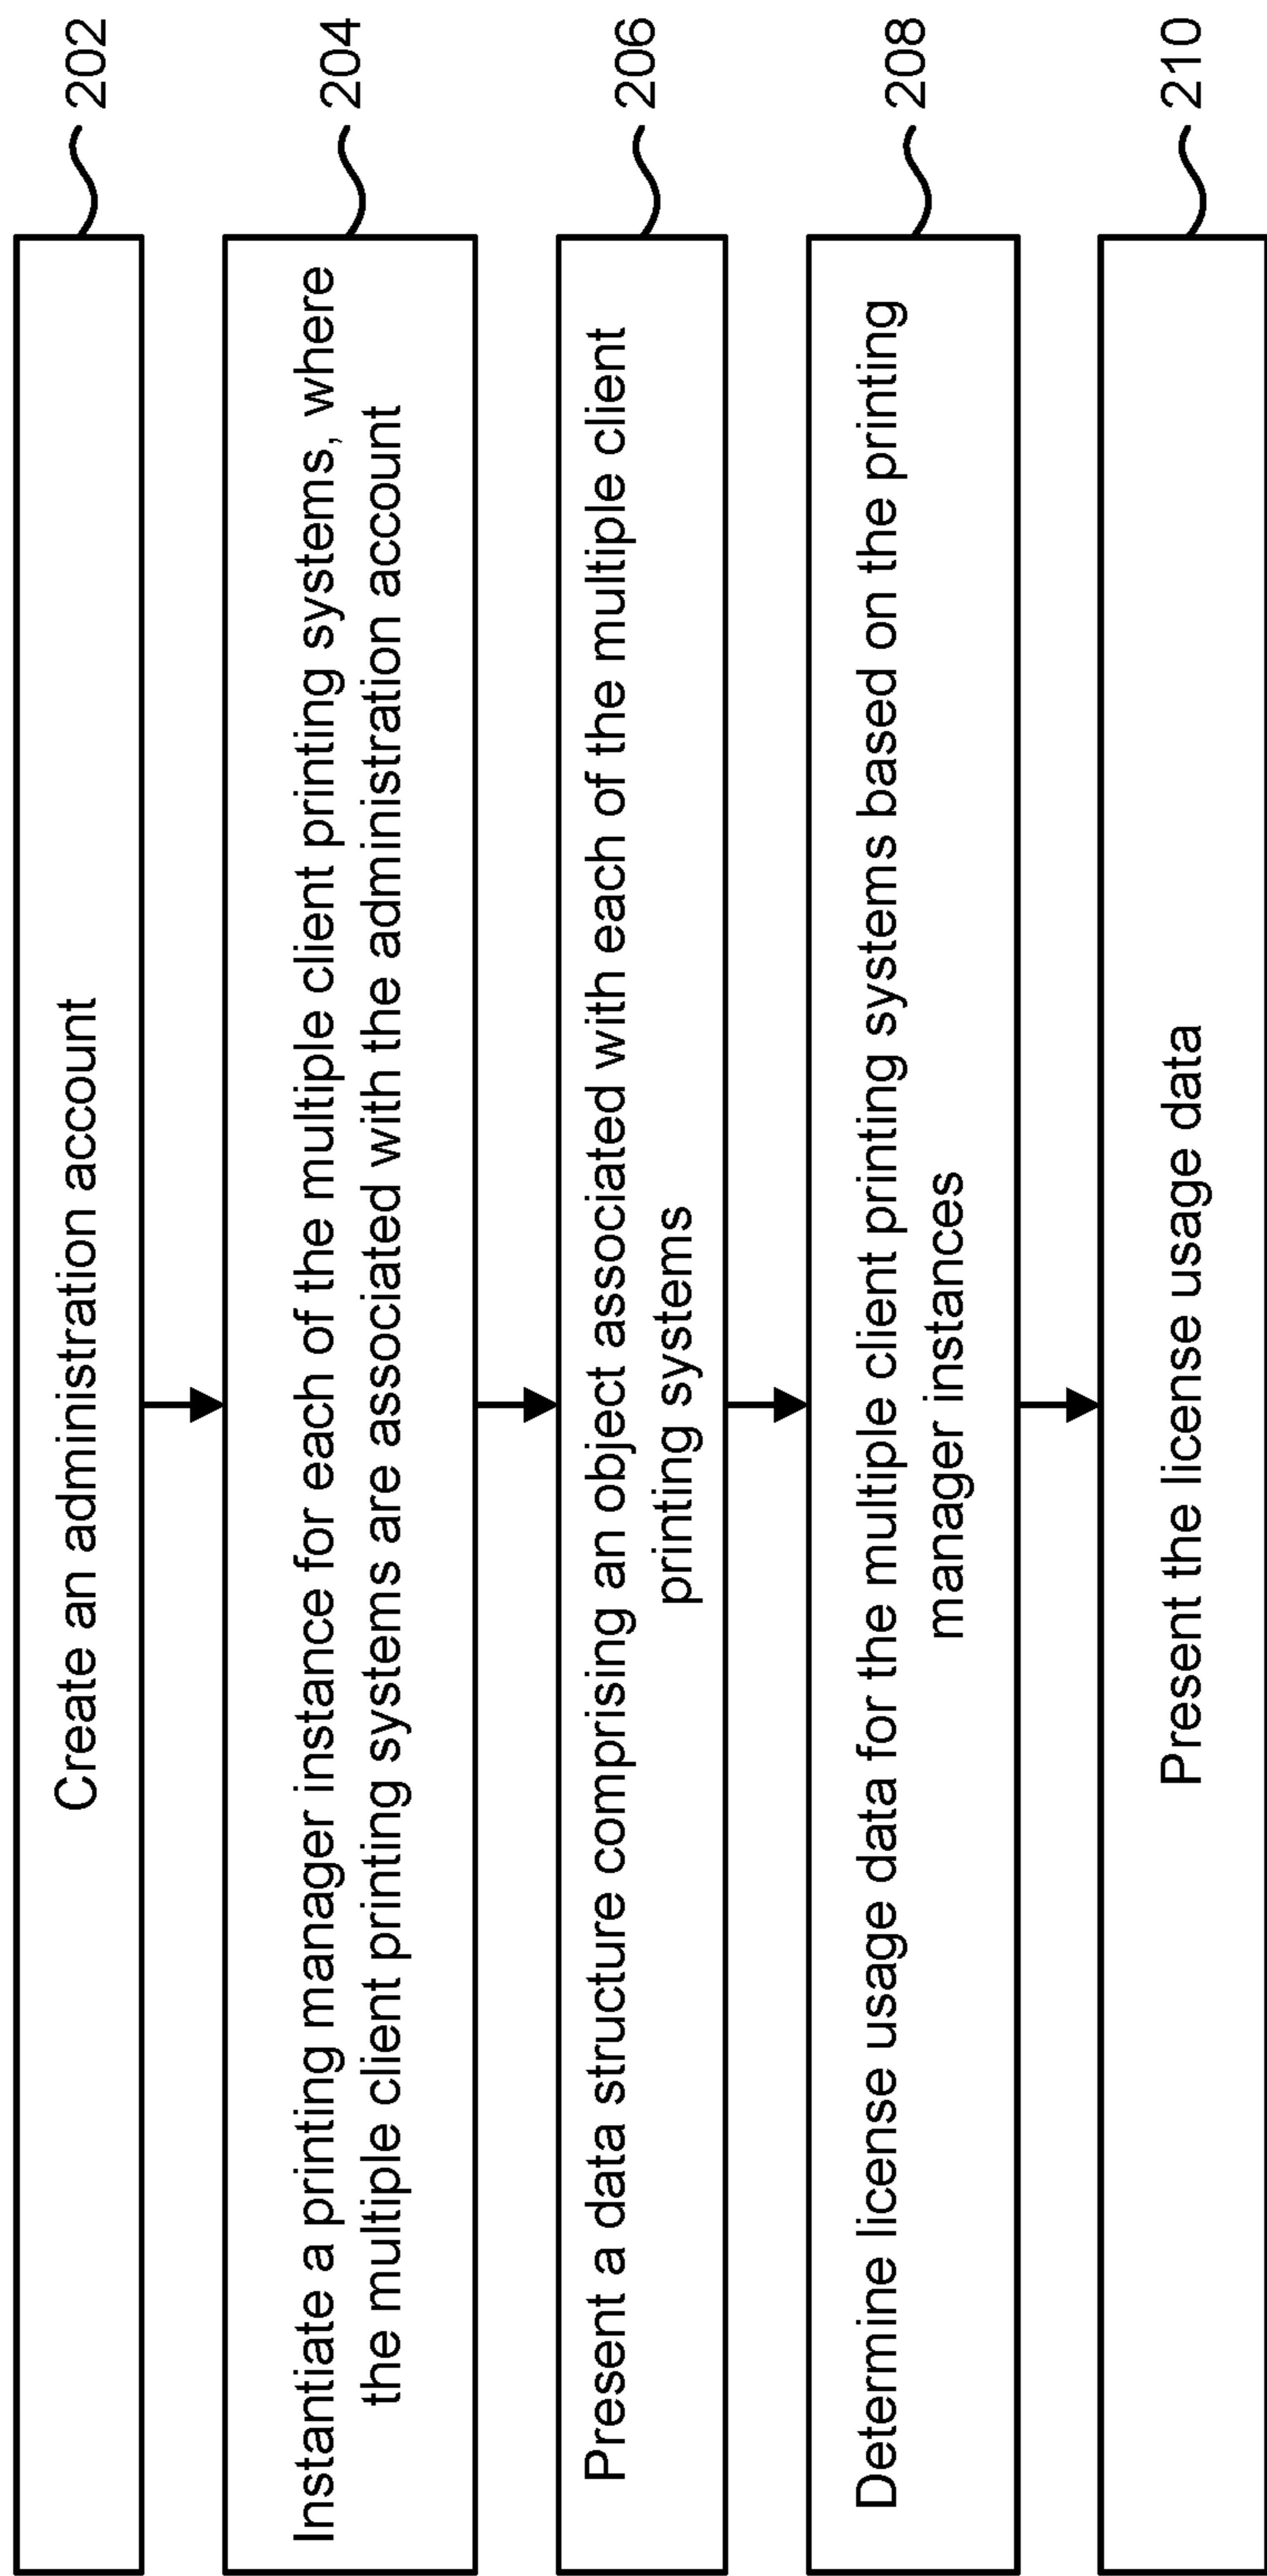 Create an administration account
202
Instantiate a printing manager instance for each of the multiple client printing systems, where
the multiple client printing systems are associated with the administration account
204
Present a data structure comprising an object associated with each of the multiple client
printing systems
206
Determine license usage data for the multiple client printing systems based on the printing
manager instances
208
Present the license usage data
210